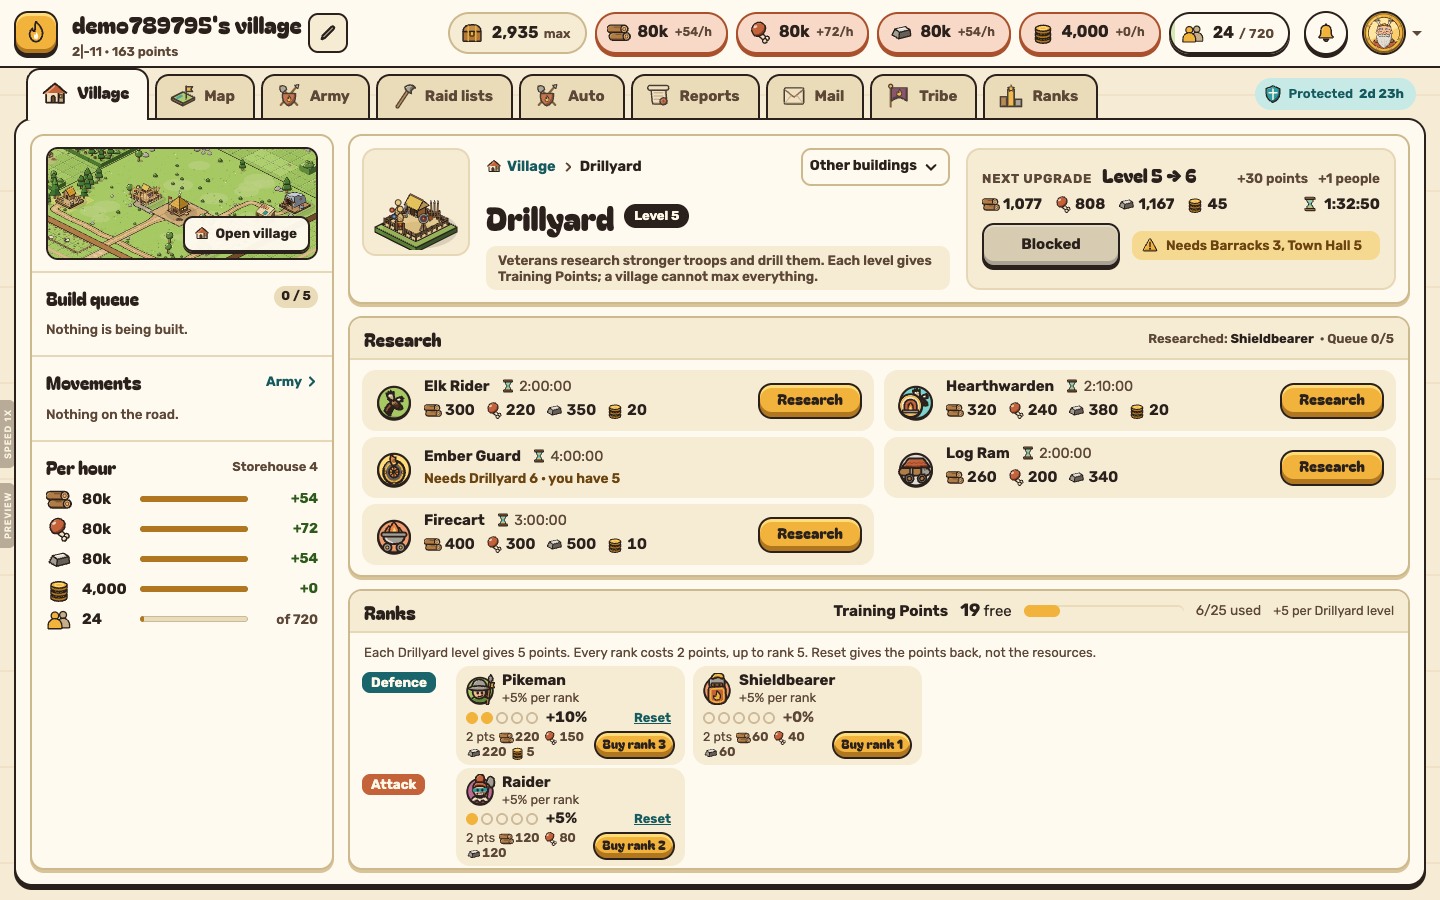 demo789795's village
2|-11 • 163 points
2,935 max
80k +54/h
80k +72/h
80k +54/h
4,000 +0/h
24 / 720
Village
Map
Army
Raid lists
Auto
Reports
Mail
Tribe
Ranks
Protected 2d 23h
Open village
Build queue 0 / 5
Nothing is being built.
Movements Army
Nothing on the road.
Per hour Storehouse 4
80k +54
80k +72
80k +54
4,000 +0
24 of 720
SPEED 1X
PREVIEW
Village > Drillyard
Other buildings
Drillyard Level 5
Veterans research stronger troops and drill them. Each level gives
Training Points; a village cannot max everything.
NEXT UPGRADE Level 5 → 6 +30 points +1 people
1,077 808 1,167 45 1:32:50
Blocked
Needs Barracks 3, Town Hall 5
Research
Researched: Shieldbearer • Queue 0/5
Elk Rider 2:00:00
300 220 350 20
Research
Hearthwarden 2:10:00
320 240 380 20
Research
Ember Guard 4:00:00
Needs Drillyard 6 • you have 5
Log Ram 2:00:00
260 200 340
Research
Firecart 3:00:00
400 300 500 10
Research
Ranks
Training Points 19 free 6/25 used +5 per Drillyard level
Each Drillyard level gives 5 points. Every rank costs 2 points, up to rank 5. Reset gives the points back, not the resources.
Defence
Pikeman
+5% per rank
+10% Reset
2 pts 220 150
220 5
Buy rank 3
Shieldbearer
+5% per rank
+0%
2 pts 60 40
60
Buy rank 1
Attack
Raider
+5% per rank
+5% Reset
2 pts 120 80
120
Buy rank 2